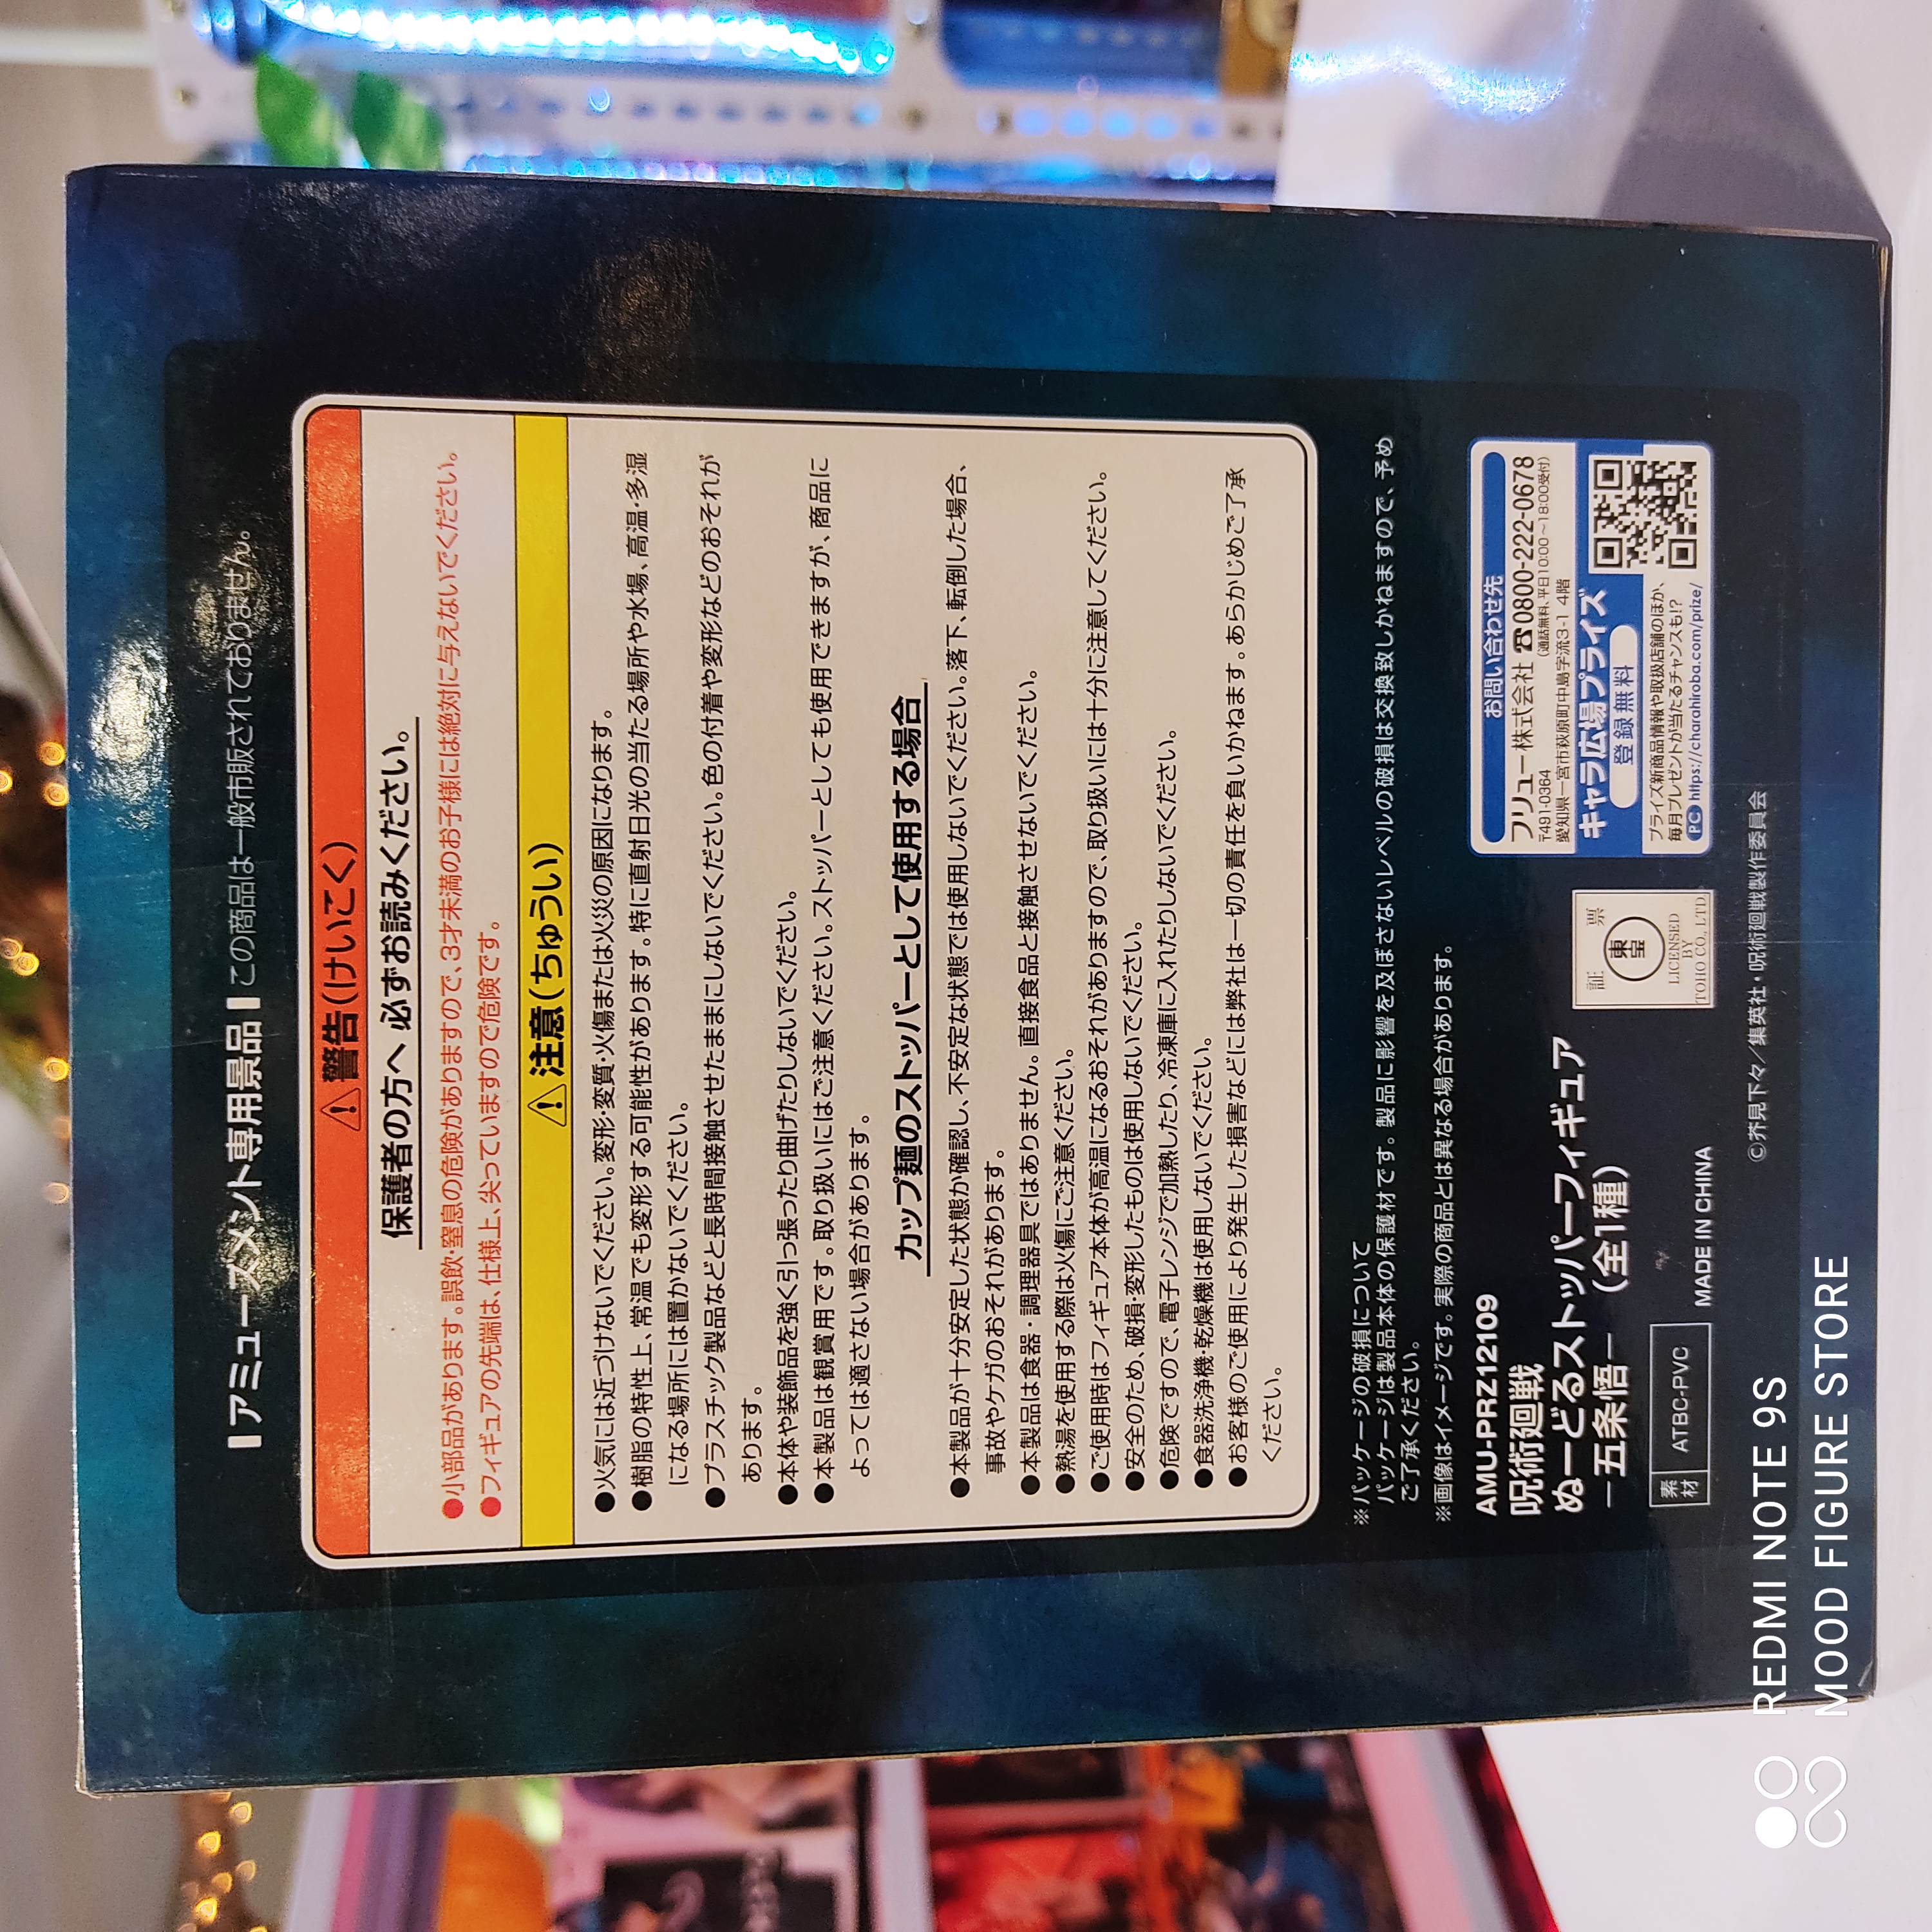 ▌アミューズメント専用景品▐ この商品は一般市販されておりません。
⚠警告(けいこく)
保護者の方へ 必ずお読みください。
●小部品があります。誤飲・窒息の危険がありますので、3才未満のお子様には絶対に与えないでください。
●フィギュアの先端は、仕様上、尖っていますので危険です。
⚠注意(ちゅうい)
●火気には近づけないでください。変形・変質・火傷または火災の原因になります。
●樹脂の特性上、常温でも変形する可能性があります。特に直射日光の当たる場所や水場、高温・多湿
になる場所には置かないでください。
●プラスチック製品などと長時間接触させたままにしないでください。色の付着や変形などのおそれが
あります。
●本体や装飾品を強く引っ張ったり曲げたりしないでください。
●本製品は観賞用です。取り扱いにはご注意ください。ストッパーとしても使用できますが、商品に
よっては適さない場合があります。
カップ麺のストッパーとして使用する場合
●本製品が十分安定した状態か確認し、不安定な状態では使用しないでください。落下、転倒した場合、
事故やケガのおそれがあります。
●本製品は食器・調理器具ではありません。直接食品と接触させないでください。
●熱湯を使用する際は火傷にご注意ください。
●ご使用時はフィギュア本体が高温になるおそれがありますので、取り扱いには十分に注意してください。
●安全のため、破損・変形したものは使用しないでください。
●危険ですので、電子レンジで加熱したり、冷凍庫に入れたりしないでください。
●食器洗浄機・乾燥機は使用しないでください。
●お客様のご使用により発生した損害などには弊社は一切の責任を負いかねます。あらかじめご了承
ください。
※パッケージの破損について
パッケージは製品本体の保護材です。製品に影響を及ぼさないレベルの破損は交換致しかねますので、予め
ご了承ください。
※画像はイメージです。実際の商品とは異なる場合があります。
AMU-PRZ12109
呪術廻戦
ぬーどるストッパーフィギュア
―五条悟― (全1種)
素材 ATBC-PVC
MADE IN CHINA
証 票
東宝
LICENSED
BY
TOHO CO., LTD.
お問い合わせ先
フリュー株式会社 ☎0800-222-0678
〒491-0364 (通話無料、平日10:00～18:00受付)
愛知県一宮市萩原町中島字流3-1 4階
キャラ広場プライズ
登録無料
プライズ新商品情報や取扱店舗のほか、
毎月プレゼントが当たるチャンスも!?
PC https://charahiroba.com/prize/
©芥見下々／集英社・呪術廻戦製作委員会
REDMI NOTE 9S
MOOD FIGURE STORE